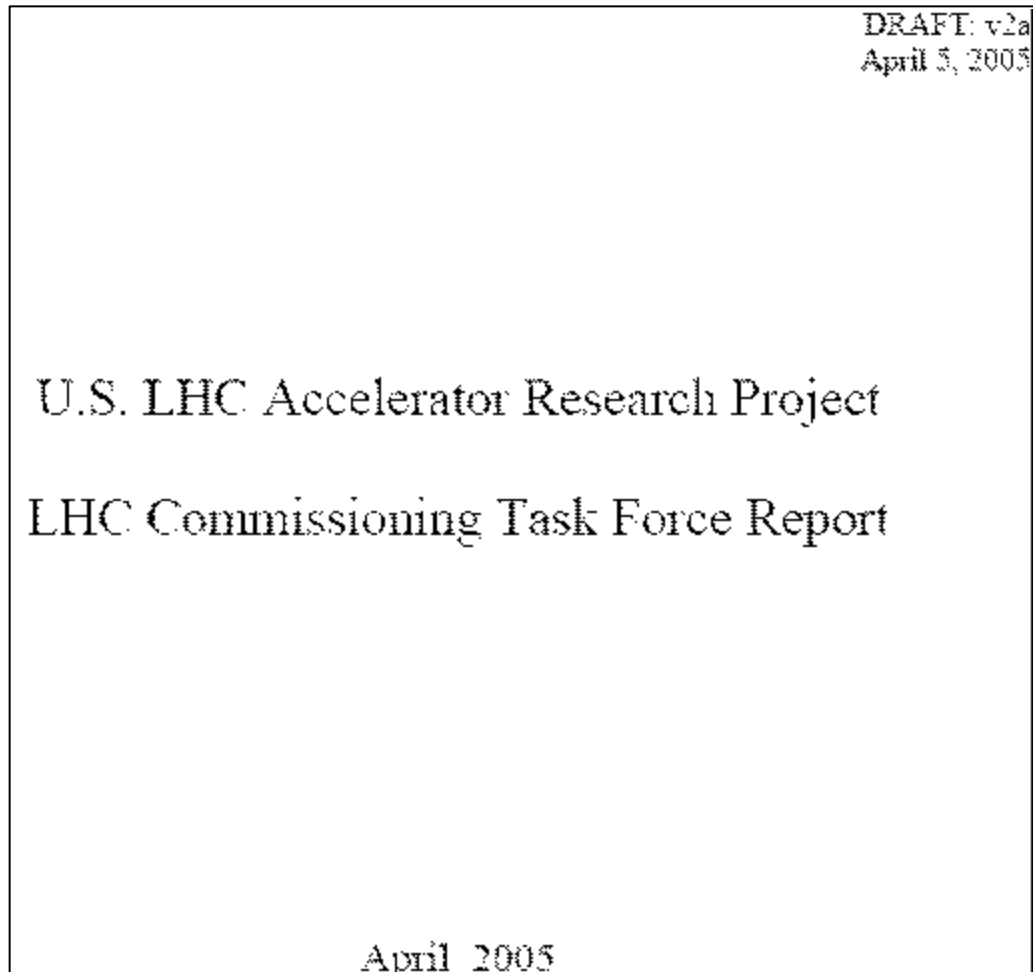 DRAFT: v2a
April 5, 2005
U.S. LHC Accelerator Research Project
LHC Commissioning Task Force Report
April 2005